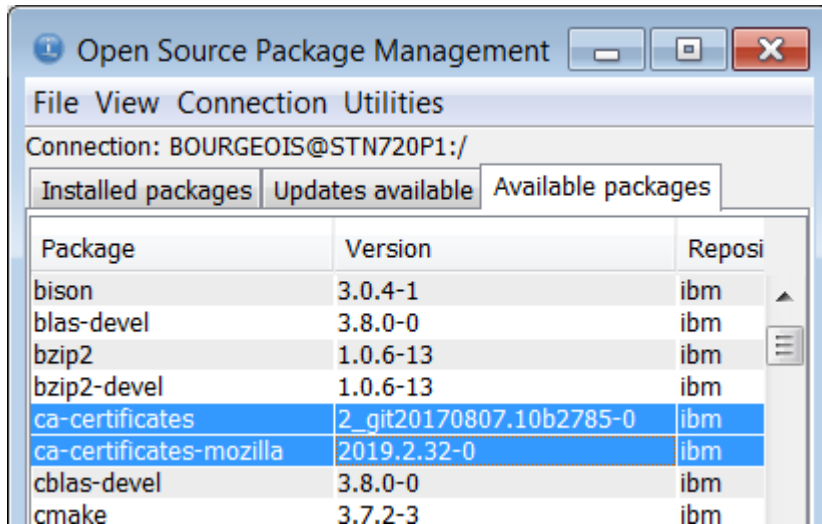 Open Source Package Management
File View Connection Utilities
Connection: BOURGEOIS@STN720P1:/
Installed packages Updates available Available packages
Package Version Reposi
bison 3.0.4-1 ibm
blas-devel 3.8.0-0 ibm
bzip2 1.0.6-13 ibm
bzip2-devel 1.0.6-13 ibm
ca-certificates 2_git20170807.10b2785-0 ibm
ca-certificates-mozilla 2019.2.32-0 ibm
cblas-devel 3.8.0-0 ibm
cmake 3.7.2-3 ibm